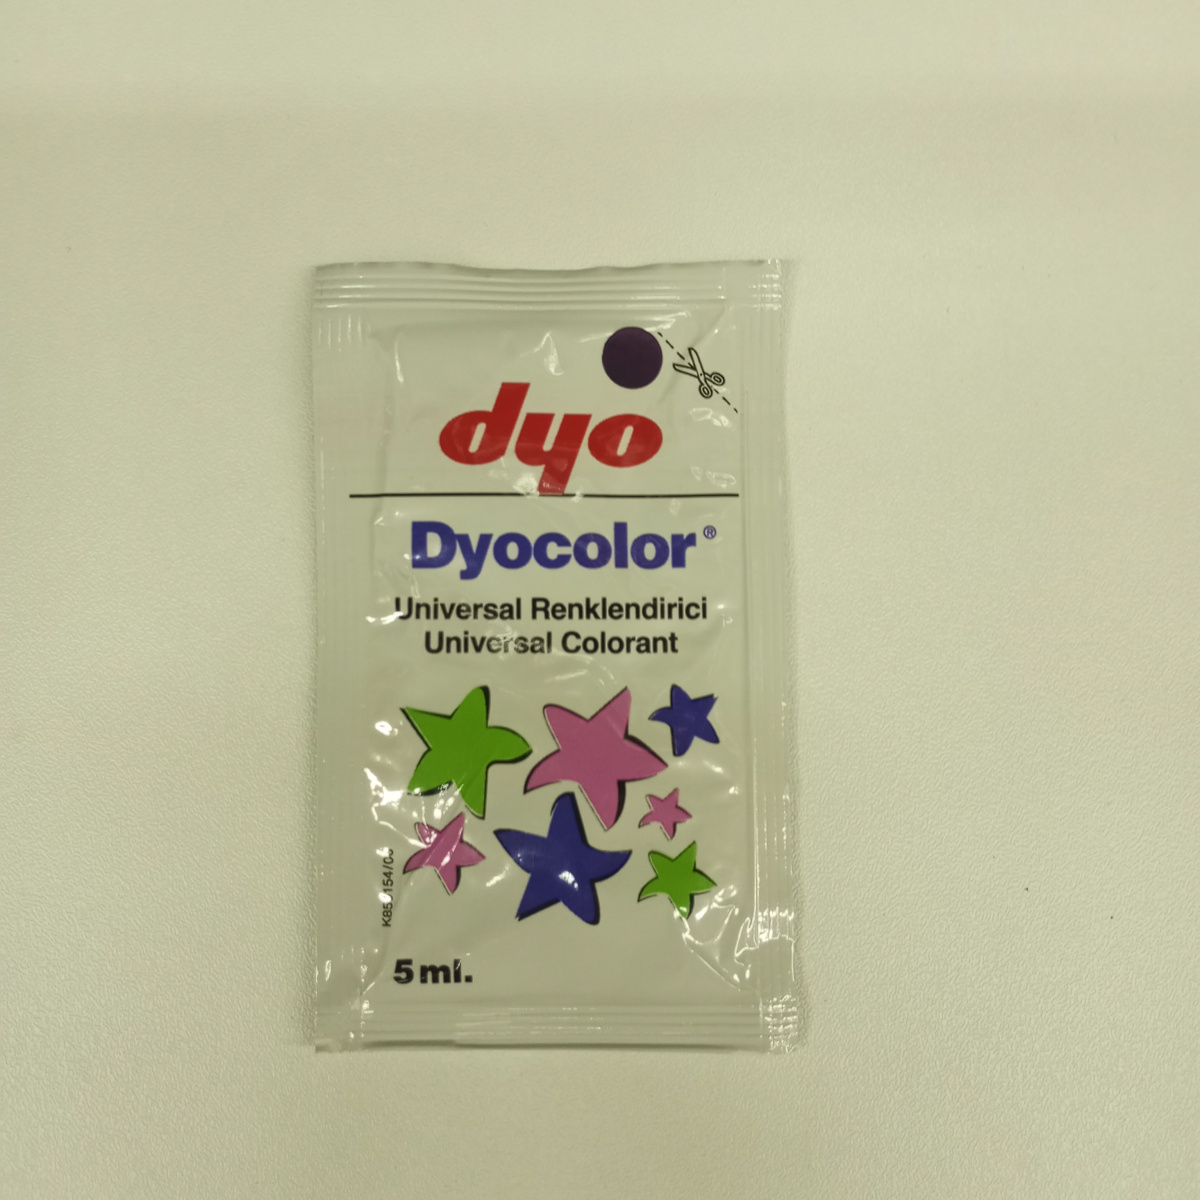 dyo
Dyocolor®
Universal Renklendirici
Universal Colorant
5 ml.